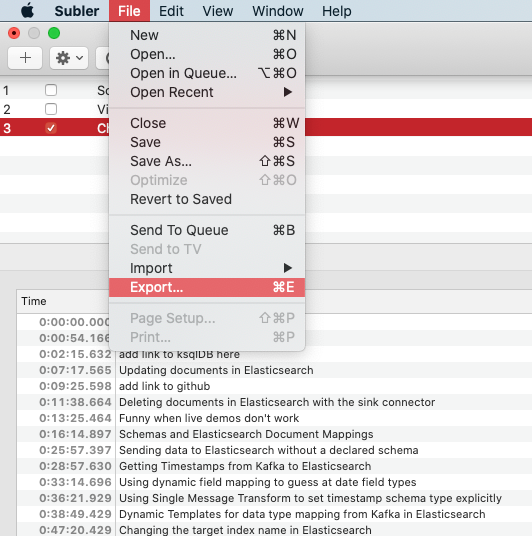 Subler File Edit View Window Help
New ⌘N
Open... ⌘O
Open in Queue... ⌥⌘O
Open Recent ▶
1
2
3
Close ⌘W
Save ⌘S
Save As... ⇧⌘S
Optimize ⇧⌘O
Revert to Saved
Send To Queue ⌘B
Send to TV
Import ▶
Export... ⌘E
Page Setup... ⇧⌘P
Print... ⌘P
Time
0:00:00.000
0:00:54.166
0:02:15.632 add link to ksqlDB here
0:07:17.565 Updating documents in Elasticsearch
0:09:25.598 add link to github
0:11:38.664 Deleting documents in Elasticsearch with the sink connector
0:13:25.464 Funny when live demos don't work
0:16:14.897 Schemas and Elasticsearch Document Mappings
0:25:57.397 Sending data to Elasticsearch without a declared schema
0:28:57.630 Getting Timestamps from Kafka to Elasticsearch
0:33:14.696 Using dynamic field mapping to guess at date field types
0:36:21.929 Using Single Message Transform to set timestamp schema type explicitly
0:38:49.429 Dynamic Templates for data type mapping from Kafka in Elasticsearch
0:47:20.429 Changing the target index name in Elasticsearch